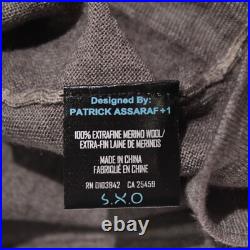 Designed By:
PATRICK ASSARAF +1
100% EXTRAFINE MERINO WOOL/
EXTRA-FIN LAINE DE MERINOS
MADE IN CHINA
FABRIQUÉ EN CHINE
RN 0103942 CA 25459
S.X.O